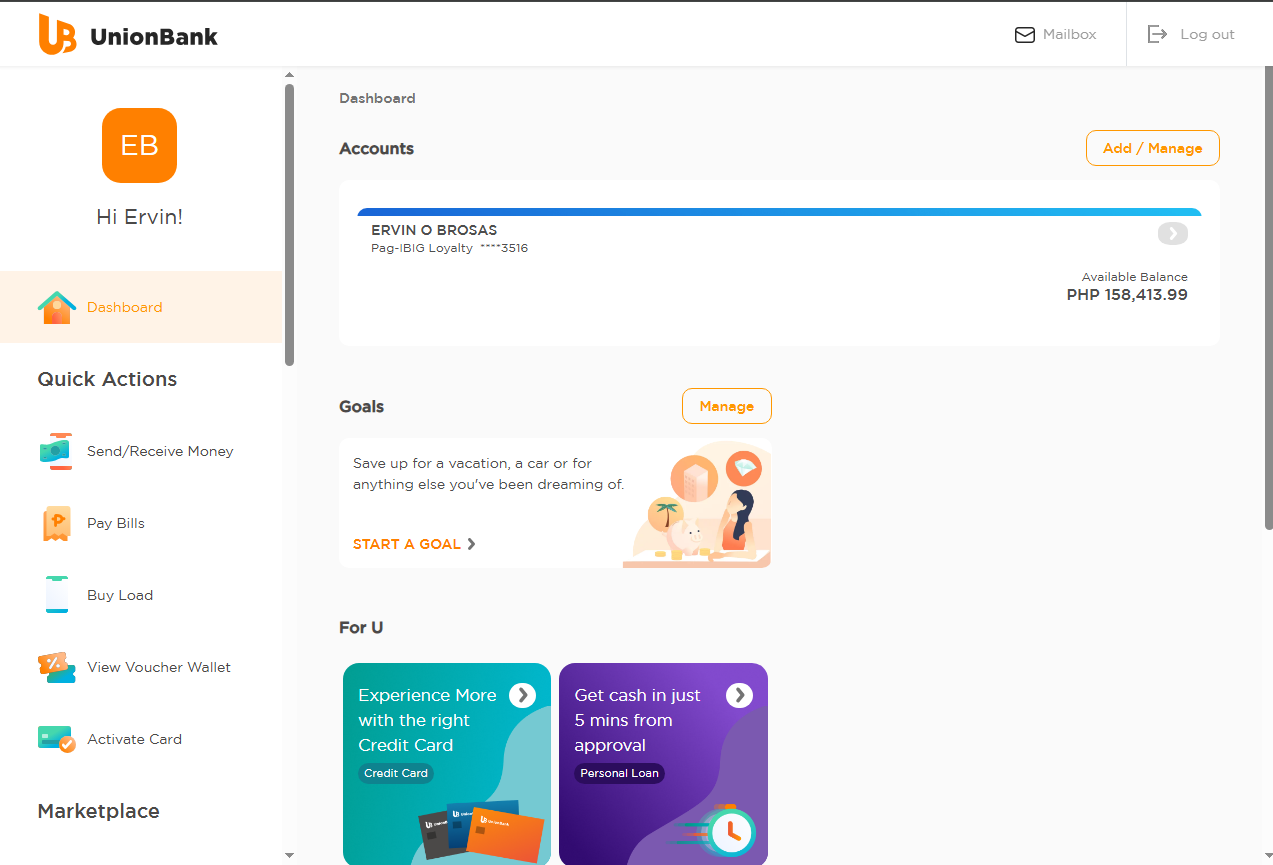 UnionBank
Mailbox
Log out
EB
Hi Ervin!
Dashboard
Quick Actions
Send/Receive Money
Pay Bills
Buy Load
View Voucher Wallet
Activate Card
Marketplace
Dashboard
Accounts
Add / Manage
ERVIN O BROSAS
Pag-IBIG Loyalty ****3516
Available Balance
PHP 158,413.99
Goals
Manage
Save up for a vacation, a car or for
anything else you've been dreaming of.
START A GOAL
For U
Experience More
with the right
Credit Card
Credit Card
UnionBank
Get cash in just
5 mins from
approval
Personal Loan